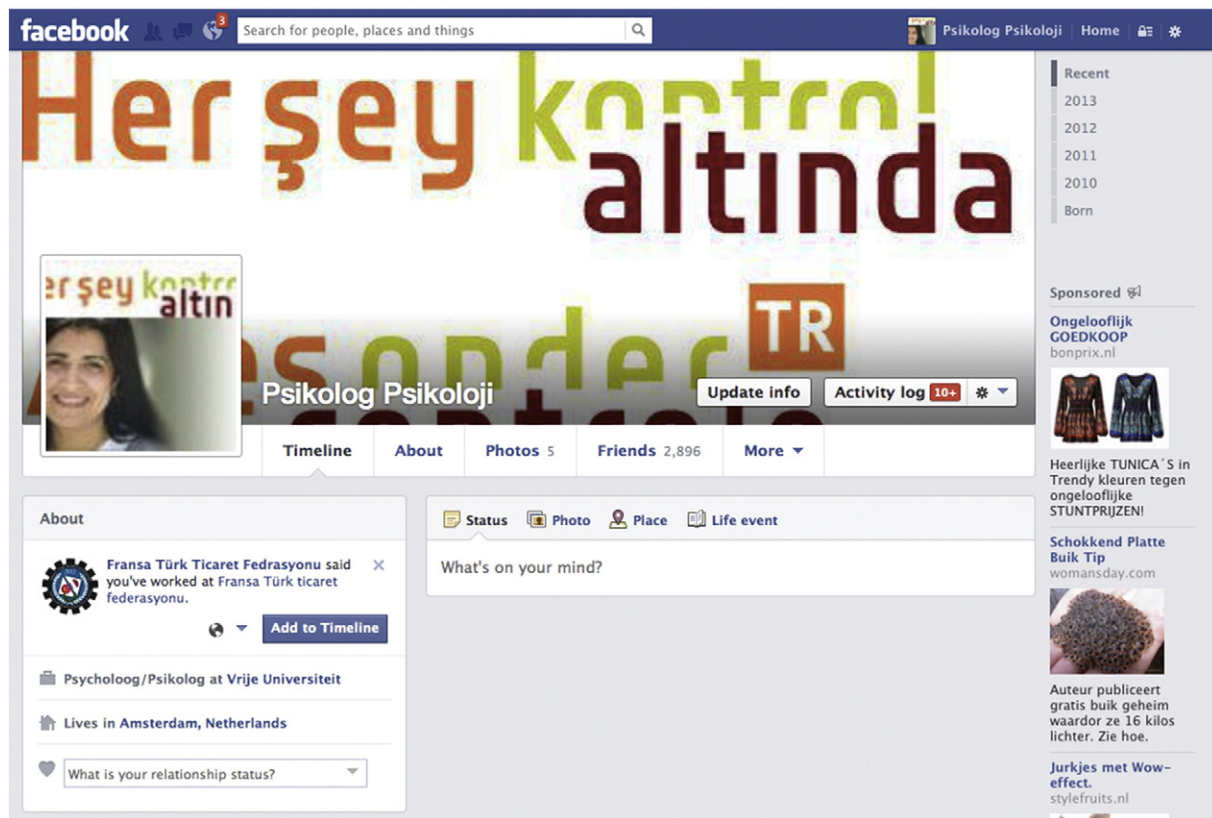 facebook
3
Search for people, places and things
Psikolog Psikoloji
Home
Her şey kontrol
altında
TR
er şey kontro
altın
Psikolog Psikoloji
Update info
Activity log 10+
Timeline
About
Photos 5
Friends 2,896
More
About
Fransa Türk Ticaret Fedrasyonu said
you've worked at Fransa Türk ticaret
federasyonu.
Add to Timeline
Psycholoog/Psikolog at Vrije Universiteit
Lives in Amsterdam, Netherlands
What is your relationship status?
Status
Photo
Place
Life event
What's on your mind?
Recent
2013
2012
2011
2010
Born
Sponsored
Ongelooflijk
GOEDKOOP
bonprix.nl
Heerlijke TUNICA´S in
Trendy kleuren tegen
ongelooflijke
STUNTPRIJZEN!
Schokkend Platte
Buik Tip
womansday.com
Auteur publiceert
gratis buik geheim
waardor ze 16 kilos
lichter. Zie hoe.
Jurkjes met Wow-
effect.
stylefruits.nl